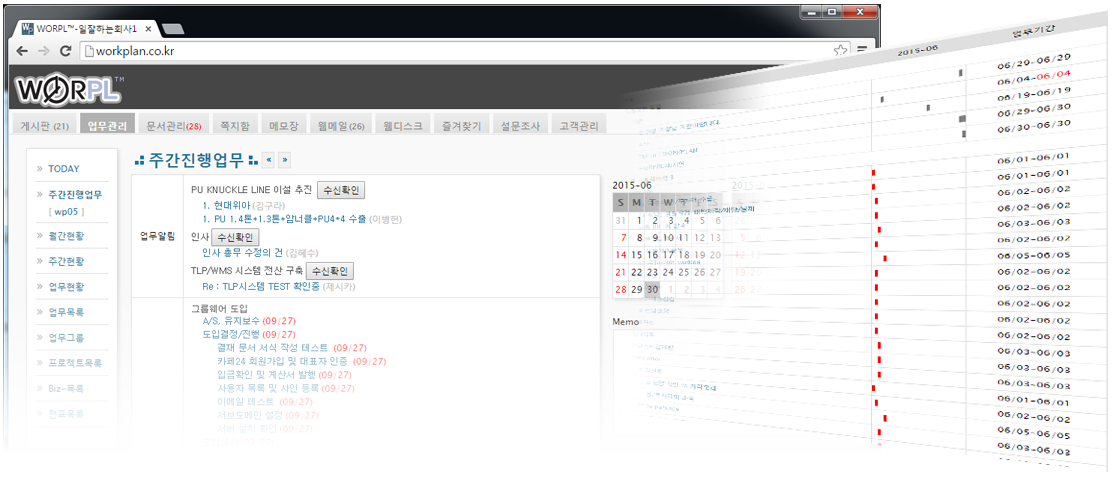 WORPL™-일잘하는회사1
workplan.co.kr
WORPL™
게시판 (21) 업무관리 문서관리(28) 쪽지함 메모장 웹메일 (26) 웹디스크 즐겨찾기 설문조사 고객관리
» TODAY
» 주간진행업무
[ wp05 ]
» 월간현황
» 주간현황
» 업무현황
» 업무목록
» 업무그룹
» 프로젝트목록
» Biz-목록
» 전표목록
주간진행업무 « »
업무알림
PU KNUCKLE LINE 이설 추진 수신확인
1. 현대위아 (김구라)
1. PU 1.4톤+1.3톤+암너클+PU4*4 수출 (이병헌)
인사 수신확인
인사 총무 수정의 건 (김혜수)
TLP/WMS 시스템 전산 구축 수신확인
Re : TLP시스템 TEST 확인중 (제시카)
그룹웨어 도입
A/S, 유지보수 (09/27)
도입결정/진행 (09/27)
결재 문서 서식 작성 테스트 (09/27)
카페24 회원가입 및 대표자 인증 (09/27)
입금확인 및 계산서 발행 (09/27)
사용자 목록 및 사인 등록 (09/27)
이메일 테스트 (09/27)
서브도메인 설정 (09/27)
서버 설치 확인 (09/27)
2015-06
S M T W T F S
31 1 2 3 4 5 6
7 8 9 10 11 12 13
14 15 16 17 18 19 20
21 22 23 24 25 26 27
28 29 30 1 2 3 4
Memo
2015-06 업무기간
06/29-06/29
06/04-06/04
06/19-06/19
06/29-06/30
06/30-06/30
06/01-06/01
06/01-06/01
06/02-06/02
06/02-06/02
06/03-06/03
06/02-06/02
06/05-06/05
06/02-06/02
06/02-06/02
06/02-06/02
06/02-06/02
06/03-06/03
06/03-06/03
06/03-06/03
06/01-06/01
06/02-06/02
06/05-06/05
06/03-06/03